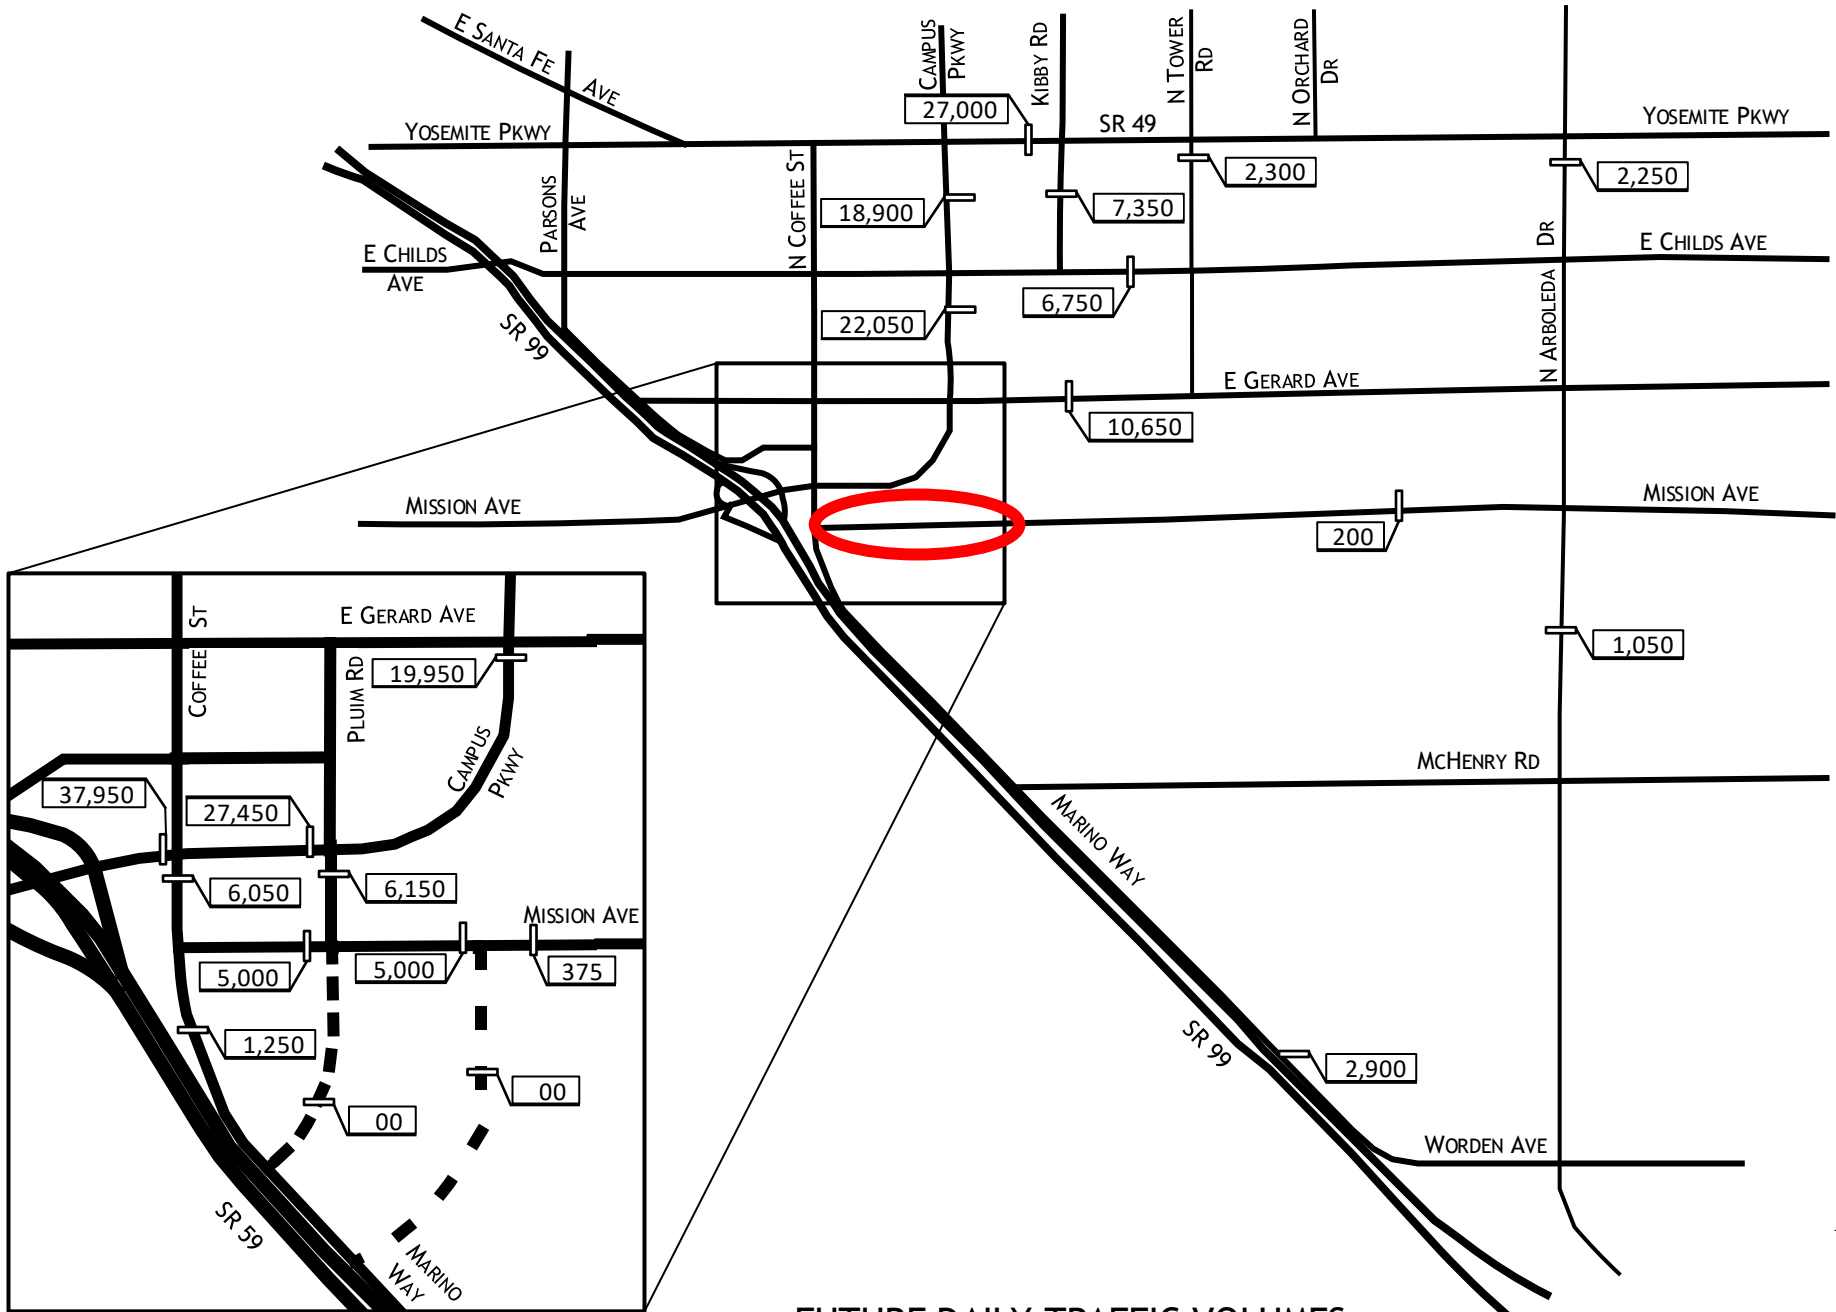 E SANTA FE
AVE
CAMPUS
PKWY
KIBBY RD
N TOWER
RD
N ORCHARD
DR
27,000
YOSEMITE PKWY
SR 49
YOSEMITE PKWY
2,300
2,250
PARSONS
AVE
N COFFEE ST
18,900
7,350
E CHILDS
AVE
N ARBOLEDA DR
E CHILDS AVE
6,750
22,050
SR 99
E GERARD AVE
10,650
MISSION AVE
MISSION AVE
200
COFFEE ST
E GERARD AVE
PLUIM RD
19,950
1,050
CAMPUS
PKWY
37,950
27,450
MCHENRY RD
MARINO WAY
6,050
6,150
MISSION AVE
5,000
5,000
375
1,250
SR 99
2,900
00
00
WORDEN AVE
SR 59
MARINO
WAY